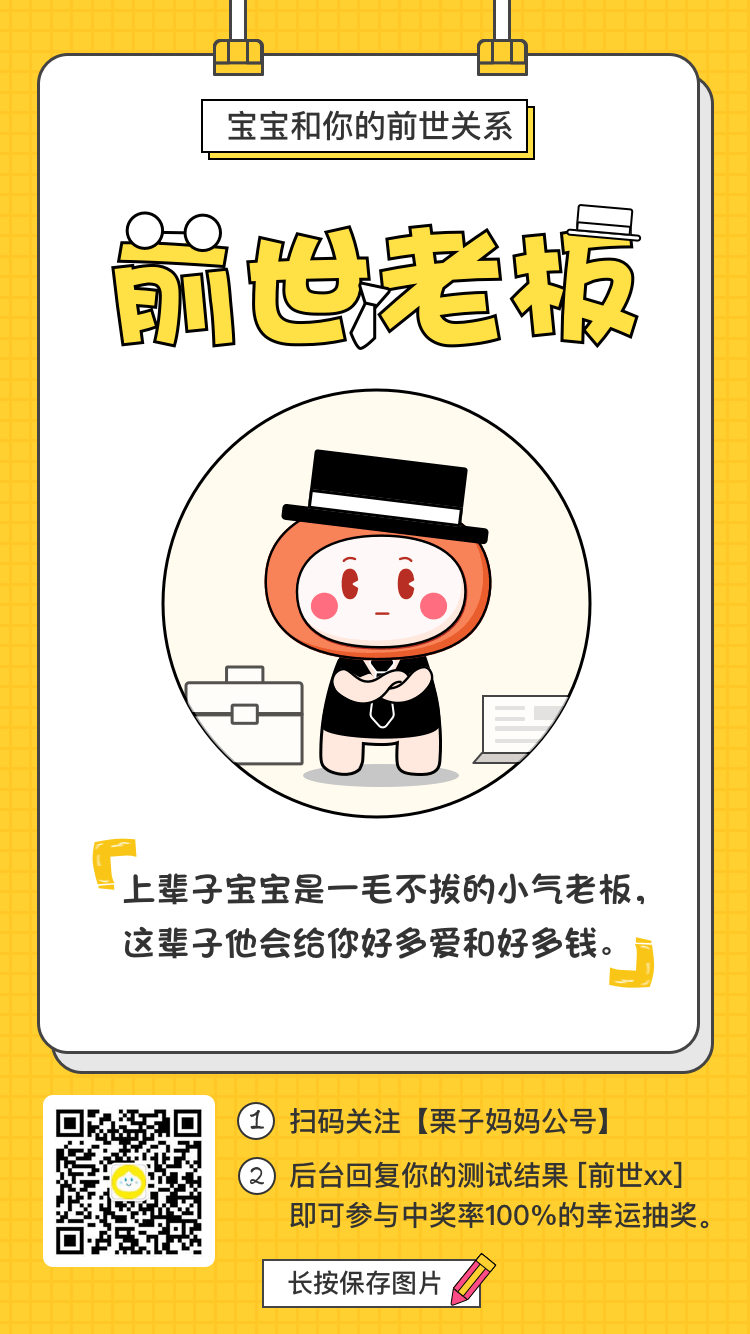 宝宝和你的前世关系
前世老板
上辈子宝宝是一毛不拔的小气老板，
这辈子他会给你好多爱和好多钱。
1 扫码关注【栗子妈妈公号】
2 后台回复你的测试结果 [前世xx]
即可参与中奖率100%的幸运抽奖。
长按保存图片